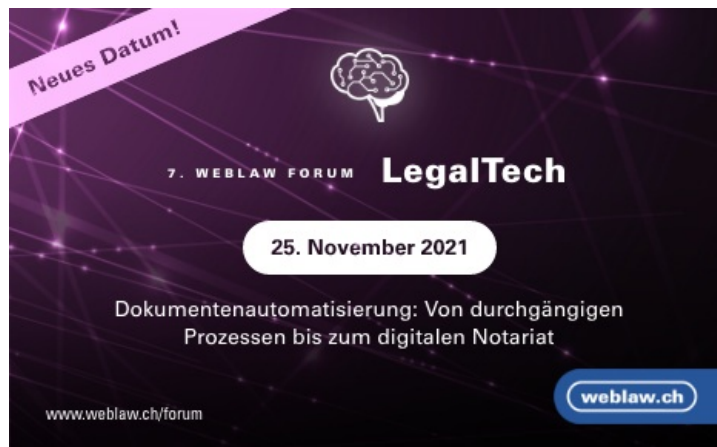 Neues Datum!
7. WEBLAW FORUM LegalTech
25. November 2021
Dokumentenautomatisierung: Von durchgängigen
Prozessen bis zum digitalen Notariat
weblaw.ch
www.weblaw.ch/forum